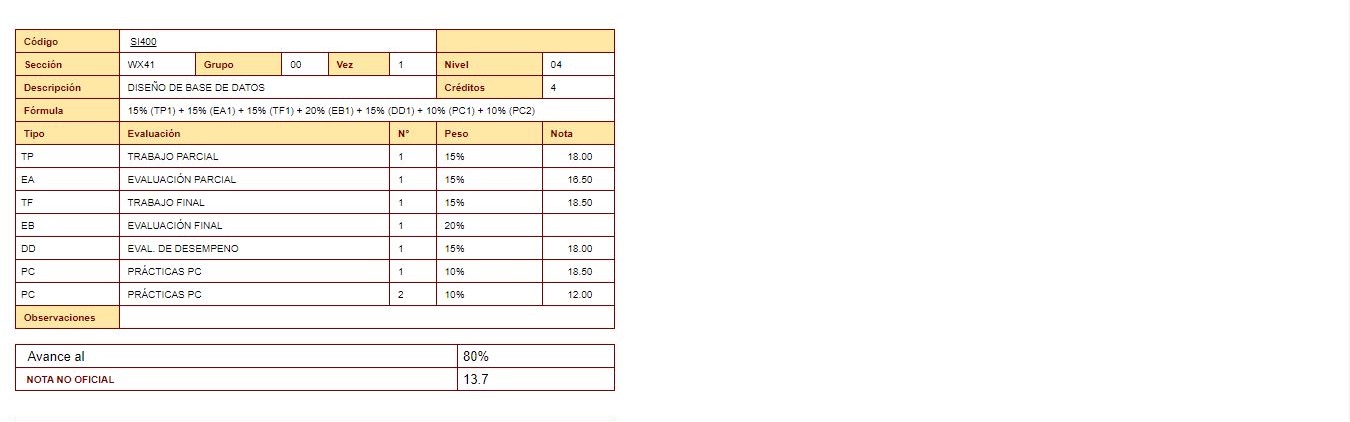 Código SI400
Sección WX41 Grupo 00 Vez 1 Nivel 04
Descripción DISEÑO DE BASE DE DATOS Créditos 4
Fórmula 15% (TP1) + 15% (EA1) + 15% (TF1) + 20% (EB1) + 15% (DD1) + 10% (PC1) + 10% (PC2)
Tipo Evaluación N° Peso Nota
TP TRABAJO PARCIAL 1 15% 18.00
EA EVALUACIÓN PARCIAL 1 15% 16.50
TF TRABAJO FINAL 1 15% 18.50
EB EVALUACIÓN FINAL 1 20%
DD EVAL. DE DESEMPENO 1 15% 18.00
PC PRÁCTICAS PC 1 10% 18.50
PC PRÁCTICAS PC 2 10% 12.00
Observaciones
Avance al 80%
NOTA NO OFICIAL 13.7